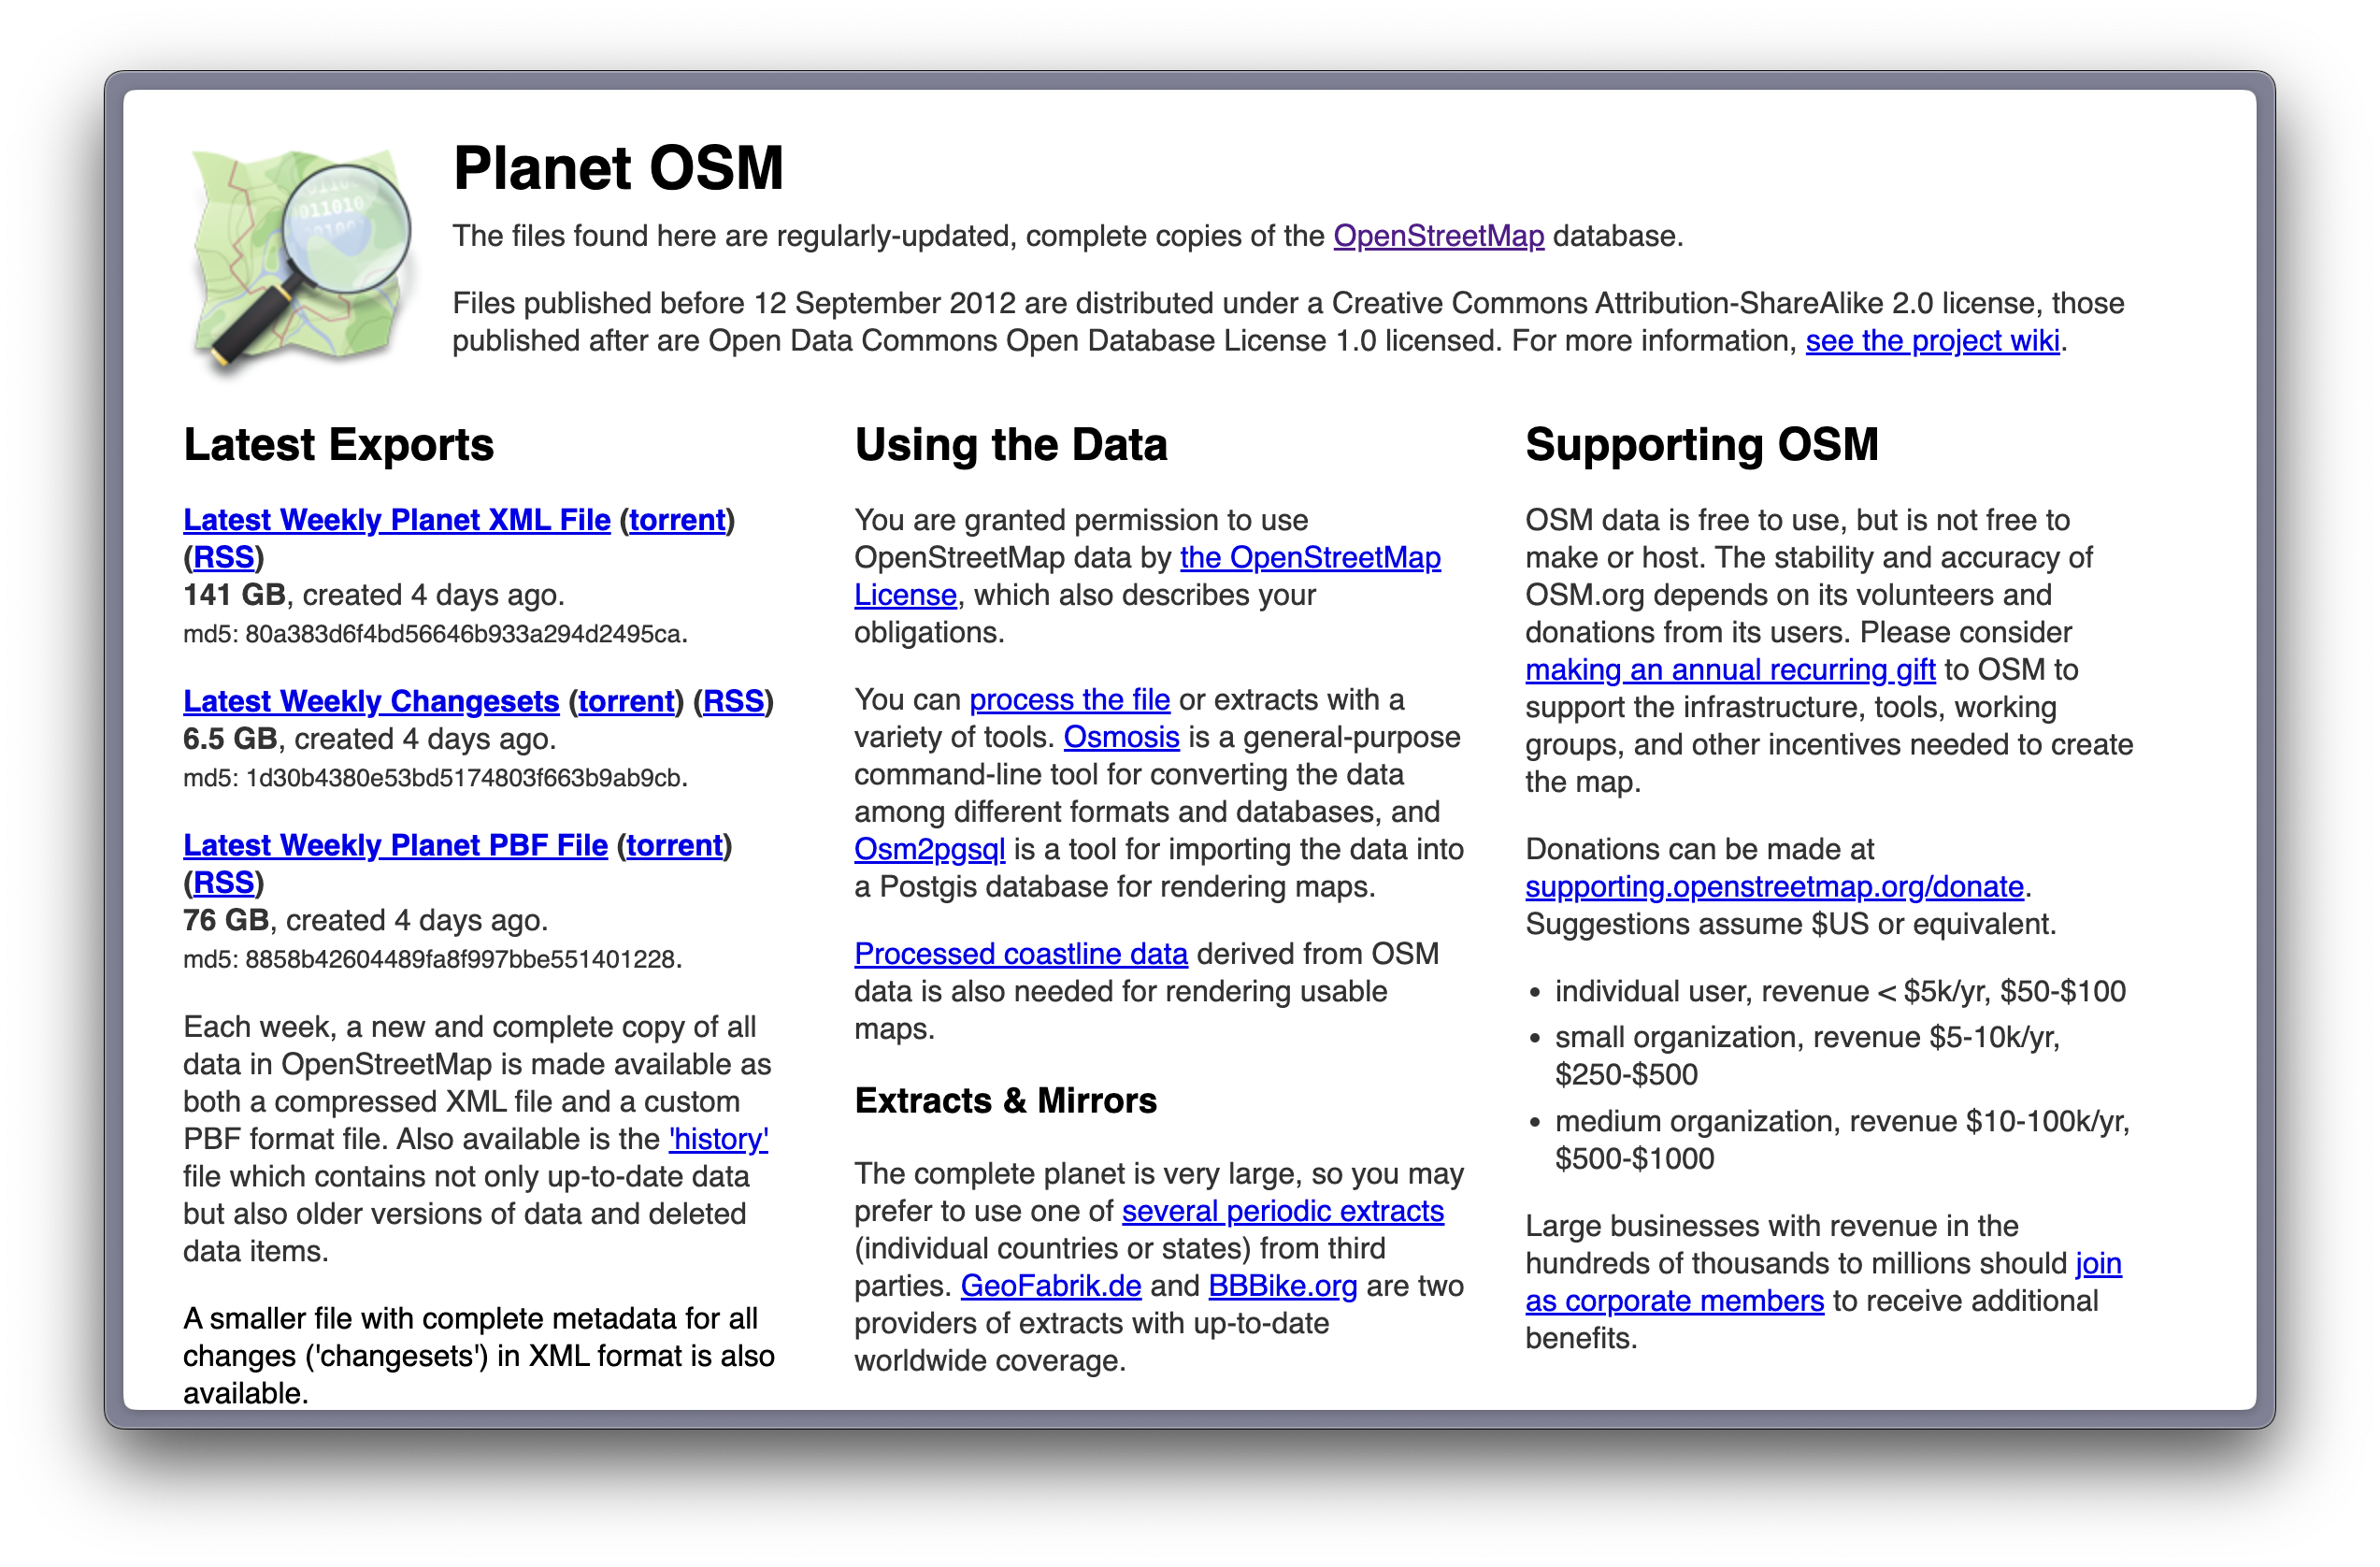 Planet OSM
The files found here are regularly-updated, complete copies of the OpenStreetMap database.
Files published before 12 September 2012 are distributed under a Creative Commons Attribution-ShareAlike 2.0 license, those
published after are Open Data Commons Open Database License 1.0 licensed. For more information, see the project wiki.
Latest Exports
Latest Weekly Planet XML File (torrent)
(RSS)
141 GB, created 4 days ago.
md5: 80a383d6f4bd56646b933a294d2495ca.
Latest Weekly Changesets (torrent) (RSS)
6.5 GB, created 4 days ago.
md5: 1d30b4380e53bd5174803f663b9ab9cb.
Latest Weekly Planet PBF File (torrent)
(RSS)
76 GB, created 4 days ago.
md5: 8858b42604489fa8f997bbe551401228.
Each week, a new and complete copy of all
data in OpenStreetMap is made available as
both a compressed XML file and a custom
PBF format file. Also available is the 'history'
file which contains not only up-to-date data
but also older versions of data and deleted
data items.
A smaller file with complete metadata for all
changes ('changesets') in XML format is also
available.
Using the Data
You are granted permission to use
OpenStreetMap data by the OpenStreetMap
License, which also describes your
obligations.
You can process the file or extracts with a
variety of tools. Osmosis is a general-purpose
command-line tool for converting the data
among different formats and databases, and
Osm2pgsql is a tool for importing the data into
a Postgis database for rendering maps.
Processed coastline data derived from OSM
data is also needed for rendering usable
maps.
Extracts & Mirrors
The complete planet is very large, so you may
prefer to use one of several periodic extracts
(individual countries or states) from third
parties. GeoFabrik.de and BBBike.org are two
providers of extracts with up-to-date
worldwide coverage.
Supporting OSM
OSM data is free to use, but is not free to
make or host. The stability and accuracy of
OSM.org depends on its volunteers and
donations from its users. Please consider
making an annual recurring gift to OSM to
support the infrastructure, tools, working
groups, and other incentives needed to create
the map.
Donations can be made at
supporting.openstreetmap.org/donate.
Suggestions assume $US or equivalent.
• individual user, revenue < $5k/yr, $50-$100
• small organization, revenue $5-10k/yr,
$250-$500
• medium organization, revenue $10-100k/yr,
$500-$1000
Large businesses with revenue in the
hundreds of thousands to millions should join
as corporate members to receive additional
benefits.